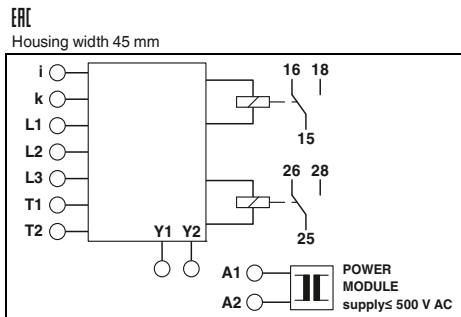 EAC
Housing width 45 mm
i
k
L1
L2
L3
T1
T2
Y1 Y2
16 18
15
26 28
25
A1
A2
POWER
MODULE
supply≤ 500 V AC